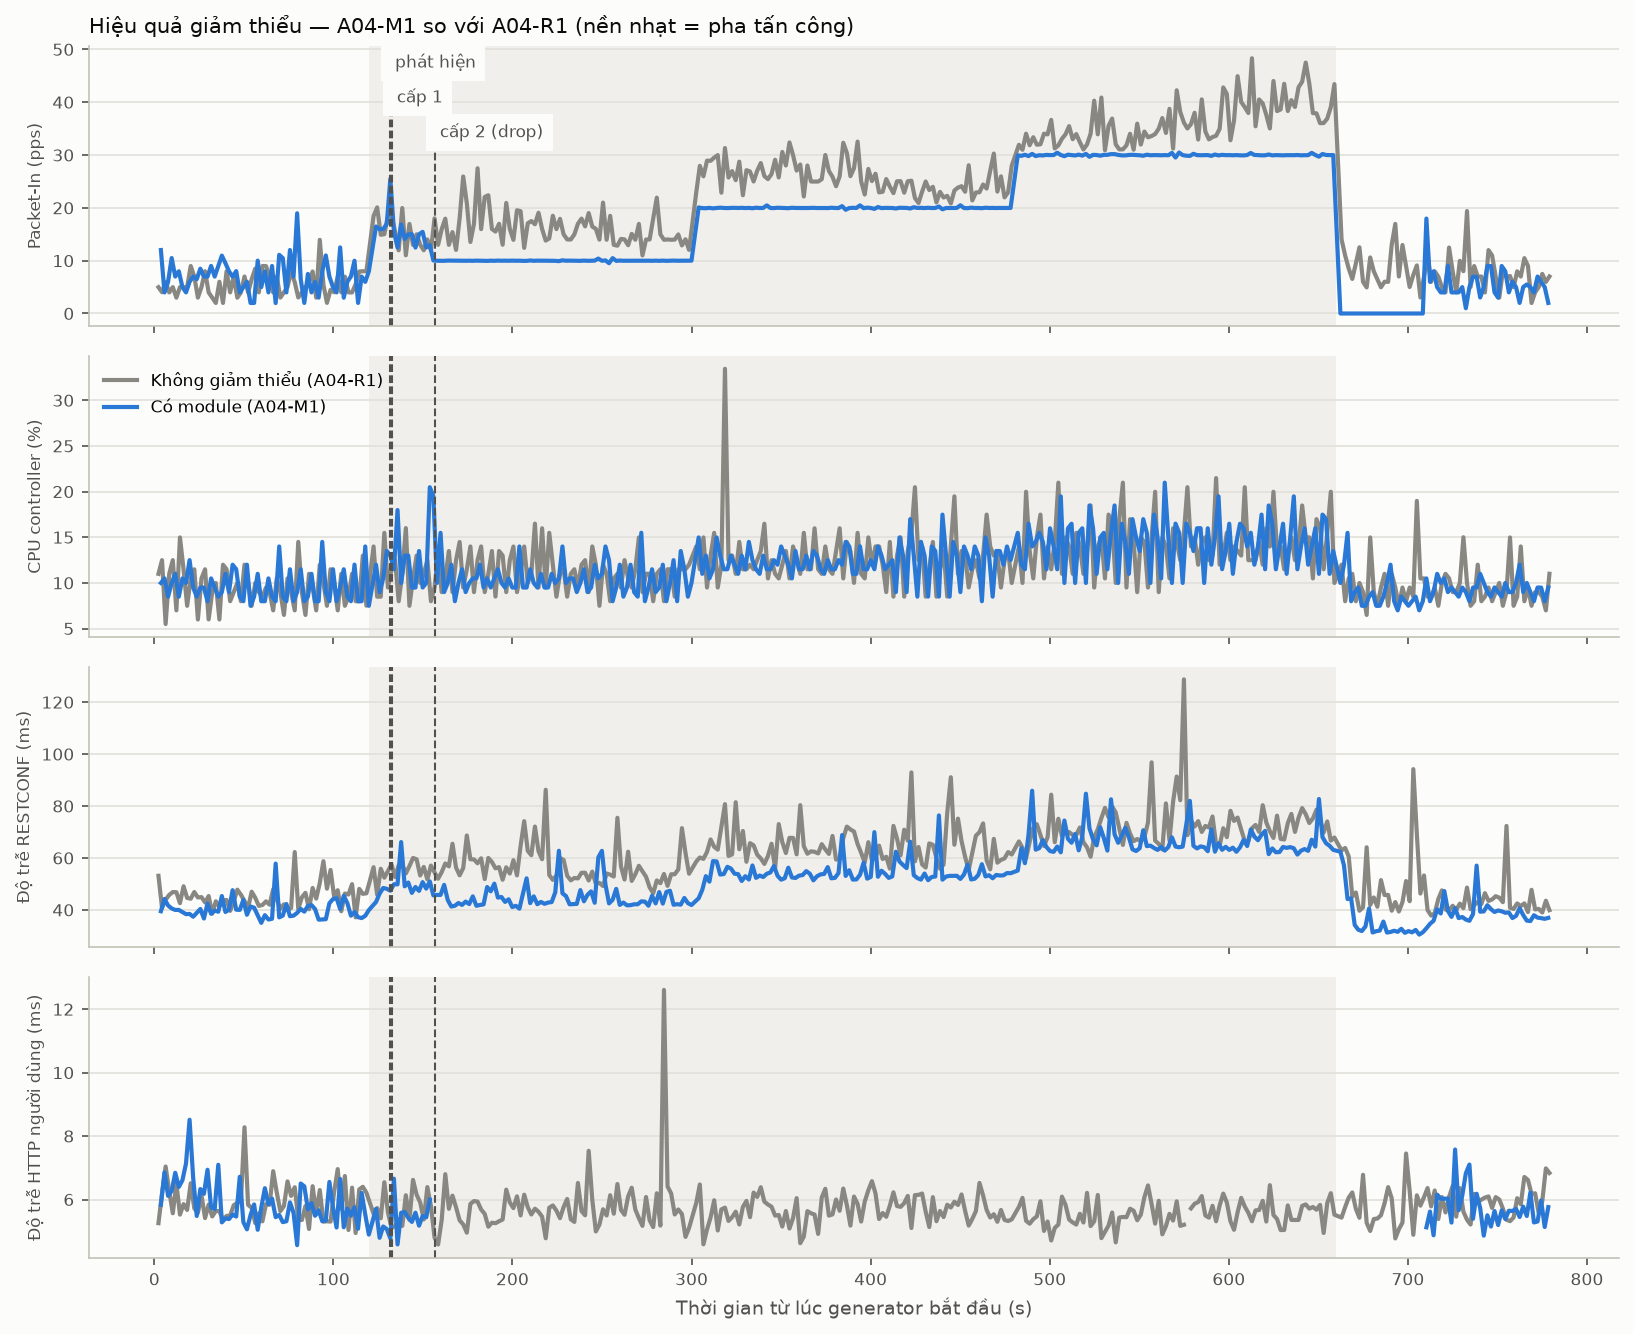 Hiệu quả giảm thiểu — A04-M1 so với A04-R1 (nền nhạt = pha tấn công)
Packet-In (pps)
50
40
30
20
10
0
phát hiện
cấp 1
cấp 2 (drop)
CPU controller (%)
30
25
20
15
10
5
Không giảm thiểu (A04-R1)
Có module (A04-M1)
Độ trễ RESTCONF (ms)
120
100
80
60
40
Độ trễ HTTP người dùng (ms)
12
10
8
6
0 100 200 300 400 500 600 700 800
Thời gian từ lúc generator bắt đầu (s)